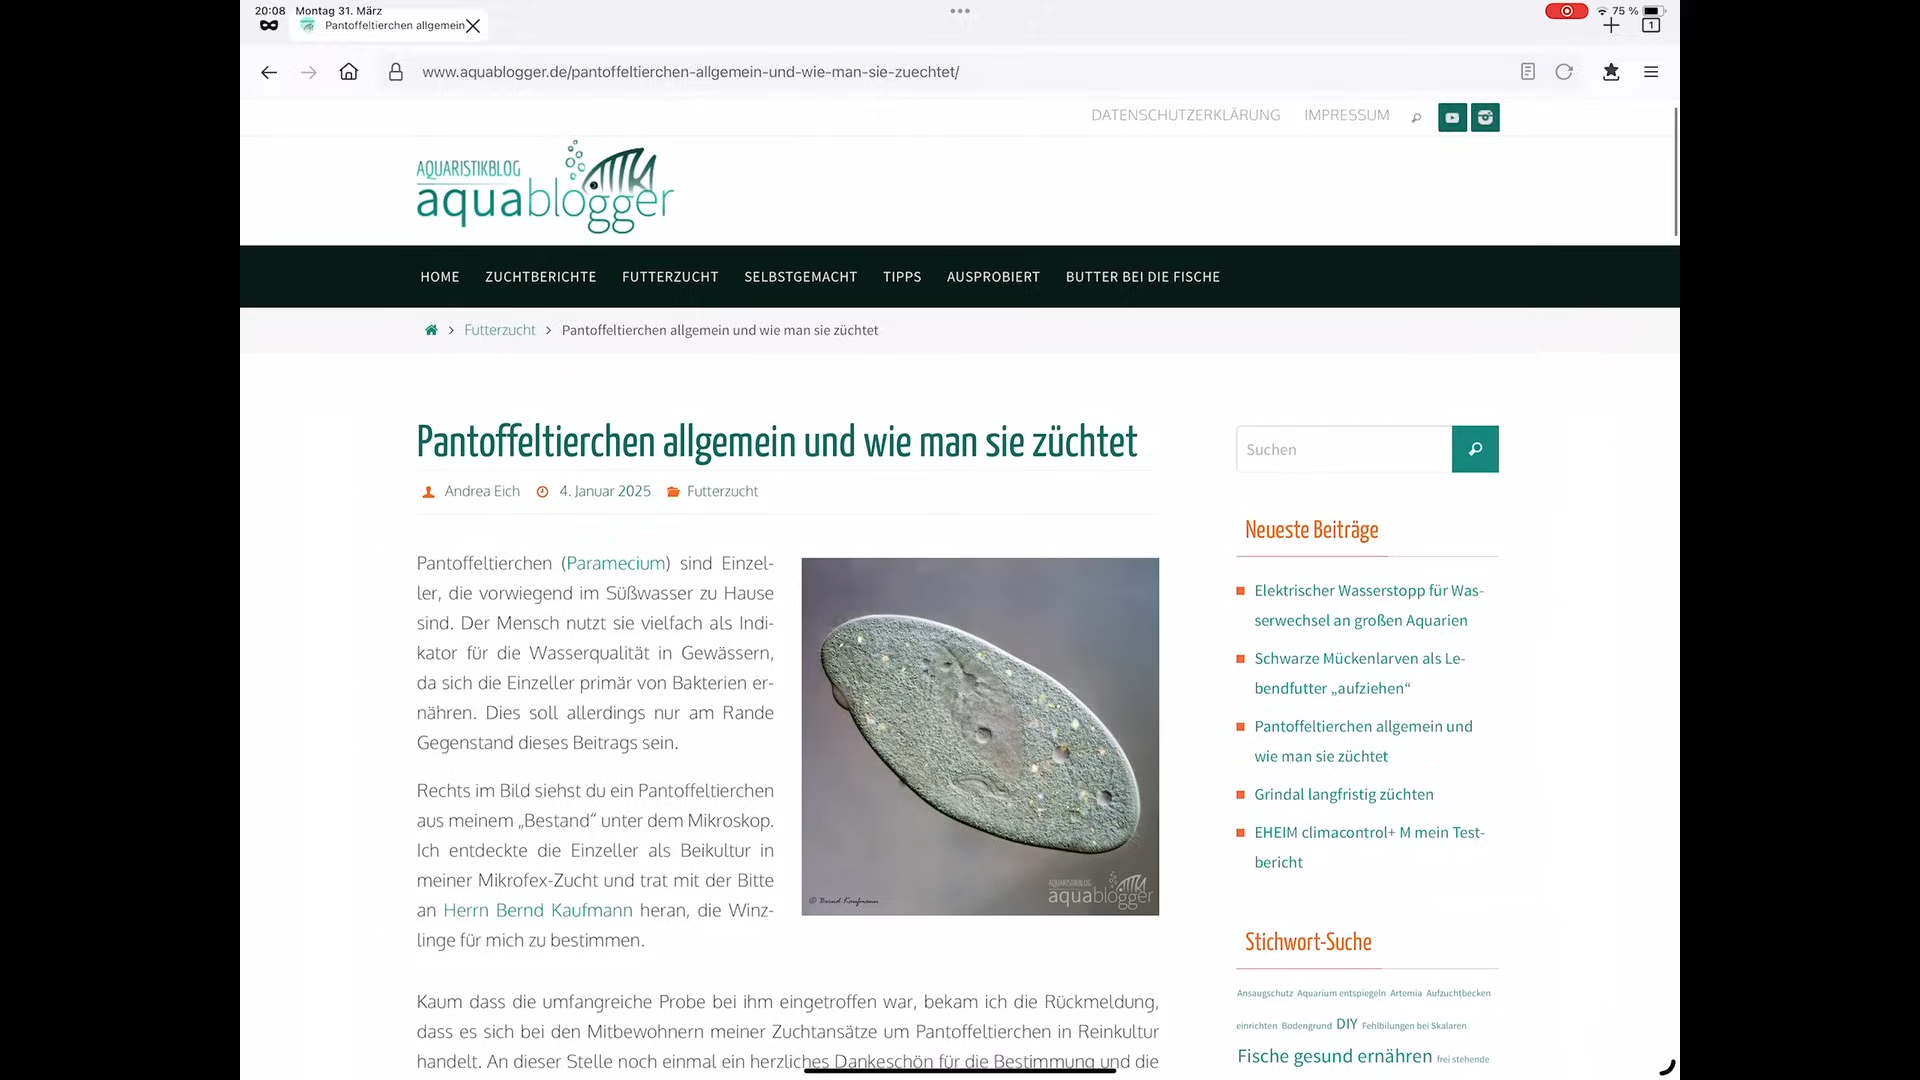 20:08 Montag 31. März
75 %
Pantoffeltierchen allgemein
1
www.aquablogger.de/pantoffeltierchen-allgemein-und-wie-man-sie-zuechtet/
DATENSCHUTZERKLÄRUNG IMPRESSUM
AQUARISTIKBLOG
aquablogger
HOME ZUCHTBERICHTE FUTTERZUCHT SELBSTGEMACHT TIPPS AUSPROBIERT BUTTER BEI DIE FISCHE
Futterzucht > Pantoffeltierchen allgemein und wie man sie züchtet
Pantoffeltierchen allgemein und wie man sie züchtet
Andrea Eich 4. Januar 2025 Futterzucht
Pantoffeltierchen (Paramecium) sind Einzel-
ler, die vorwiegend im Süßwasser zu Hause
sind. Der Mensch nutzt sie vielfach als Indi-
kator für die Wasserqualität in Gewässern,
da sich die Einzeller primär von Bakterien er-
nähren. Dies soll allerdings nur am Rande
Gegenstand dieses Beitrags sein.
Rechts im Bild siehst du ein Pantoffeltierchen
aus meinem „Bestand“ unter dem Mikroskop.
Ich entdeckte die Einzeller als Beikultur in
meiner Mikrofex-Zucht und trat mit der Bitte
an Herrn Bernd Kaufmann heran, die Winz-
linge für mich zu bestimmen.
© Bernd Kaufmann
AQUARISTIKBLOG
aquablogger
Kaum dass die umfangreiche Probe bei ihm eingetroffen war, bekam ich die Rückmeldung,
dass es sich bei den Mitbewohnern meiner Zuchtansätze um Pantoffeltierchen in Reinkultur
handelt. An dieser Stelle noch einmal ein herzliches Dankeschön für die Bestimmung und die
Suchen
Neueste Beiträge
Elektrischer Wasserstopp für Was-
serwechsel an großen Aquarien
Schwarze Mückenlarven als Le-
bendfutter „aufziehen“
Pantoffeltierchen allgemein und
wie man sie züchtet
Grindal langfristig züchten
EHEIM climacontrol+ M mein Test-
bericht
Stichwort-Suche
Ansaugschutz Aquarium entspiegeln Artemia Aufzuchtbecken
einrichten Bodengrund DIY Fehlbilungen bei Skalaren
Fische gesund ernähren frei stehende